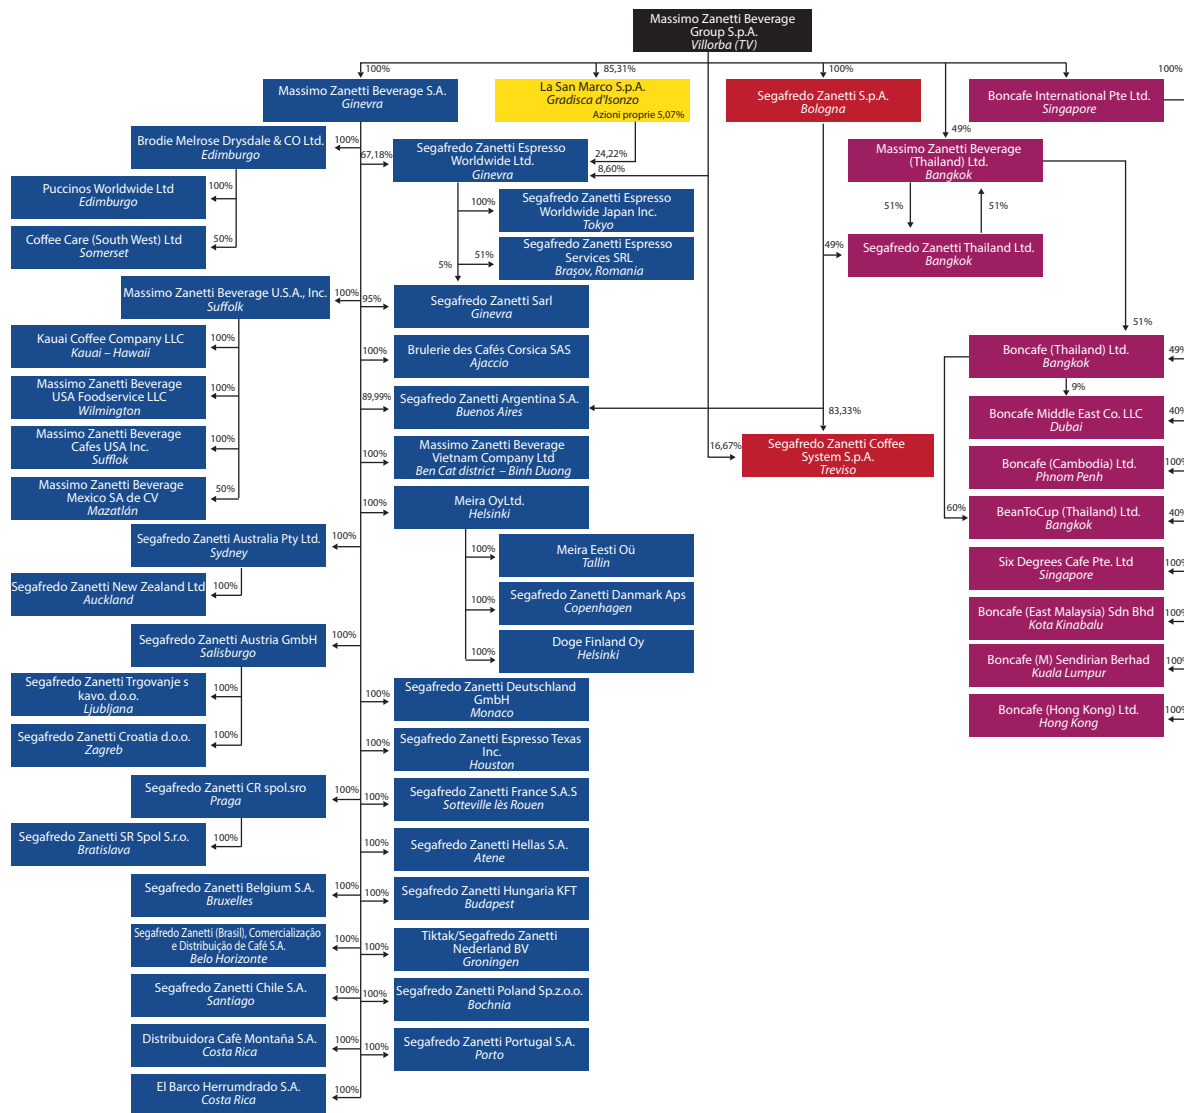 Massimo Zanetti Beverage
Group S.p.A.
Villorba (TV)
100%
85,31%
100%
100%
Massimo Zanetti Beverage S.A.
Ginevra
La San Marco S.p.A.
Gradisca d'Isonzo
Azioni proprie 5,07%
Segafredo Zanetti S.p.A.
Bologna
Boncafe International Pte Ltd.
Singapore
49%
Brodie Melrose Drysdale & CO Ltd.
Edimburgo
100%
67,18%
Segafredo Zanetti Espresso
Worldwide Ltd.
Ginevra
24,22%
8,60%
Massimo Zanetti Beverage
(Thailand) Ltd.
Bangkok
Puccinos Worldwide Ltd
Edimburgo
100%
100%
Segafredo Zanetti Espresso
Worldwide Japan Inc.
Tokyo
51%
51%
Coffee Care (South West) Ltd
Somerset
50%
5%
51%
Segafredo Zanetti Espresso
Services SRL
Brașov, Romania
49%
Segafredo Zanetti Thailand Ltd.
Bangkok
Massimo Zanetti Beverage U.S.A., Inc.
Suffolk
100%
95%
Segafredo Zanetti Sarl
Ginevra
51%
Kauai Coffee Company LLC
Kauai – Hawaii
100%
100%
Brulerie des Cafés Corsica SAS
Ajaccio
Boncafe (Thailand) Ltd.
Bangkok
49%
9%
Massimo Zanetti Beverage
USA Foodservice LLC
Wilmington
100%
89,99%
Segafredo Zanetti Argentina S.A.
Buenos Aires
83,33%
Boncafe Middle East Co. LLC
Dubai
40%
Massimo Zanetti Beverage
Cafes USA Inc.
Sufflok
100%
100%
Massimo Zanetti Beverage
Vietnam Company Ltd
Ben Cat district – Binh Duong
16,67%
Segafredo Zanetti Coffee
System S.p.A.
Treviso
Boncafe (Cambodia) Ltd.
Phnom Penh
100%
Massimo Zanetti Beverage
Mexico SA de CV
Mazatlán
50%
100%
Meira OyLtd.
Helsinki
60%
BeanToCup (Thailand) Ltd.
Bangkok
40%
Segafredo Zanetti Australia Pty Ltd.
Sydney
100%
100%
Meira Eesti Oü
Tallin
Six Degrees Cafe Pte. Ltd
Singapore
100%
Segafredo Zanetti New Zealand Ltd
Auckland
100%
100%
Segafredo Zanetti Danmark Aps
Copenhagen
Boncafe (East Malaysia) Sdn Bhd
Kota Kinabalu
100%
Segafredo Zanetti Austria GmbH
Salisburgo
100%
100%
Doge Finland Oy
Helsinki
Boncafe (M) Sendirian Berhad
Kuala Lumpur
100%
Segafredo Zanetti Trgovanje s
kavo. d.o.o.
Ljubljana
100%
100%
Segafredo Zanetti Deutschland
GmbH
Monaco
Boncafe (Hong Kong) Ltd.
Hong Kong
100%
Segafredo Zanetti Croatia d.o.o.
Zagreb
100%
100%
Segafredo Zanetti Espresso Texas
Inc.
Houston
Segafredo Zanetti CR spol.sro
Praga
100%
100%
Segafredo Zanetti France S.A.S
Sotteville lès Rouen
Segafredo Zanetti SR Spol S.r.o.
Bratislava
100%
100%
Segafredo Zanetti Hellas S.A.
Atene
Segafredo Zanetti Belgium S.A.
Bruxelles
100%
100%
Segafredo Zanetti Hungaria KFT
Budapest
Segafredo Zanetti (Brasil), Comercialização
e Distribuição de Café S.A.
Belo Horizonte
100%
100%
Tiktak/Segafredo Zanetti
Nederland BV
Groningen
Segafredo Zanetti Chile S.A.
Santiago
100%
100%
Segafredo Zanetti Poland Sp.z.o.o.
Bochnia
Distribuidora Cafè Montaña S.A.
Costa Rica
100%
100%
Segafredo Zanetti Portugal S.A.
Porto
El Barco Herrumdrado S.A.
Costa Rica
100%